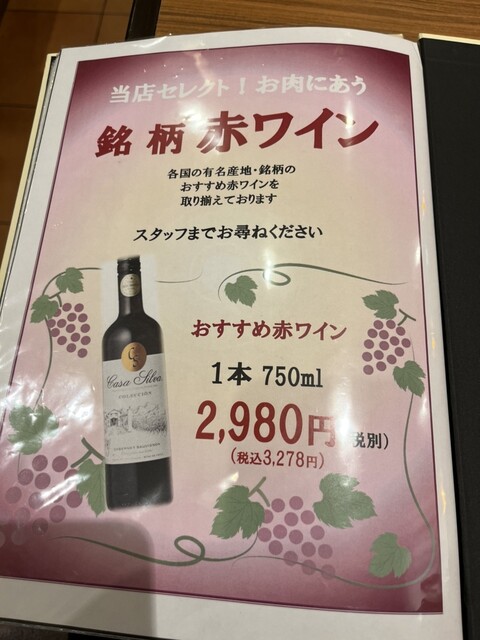 当店セレクト！お肉にあう
銘柄赤ワイン
各国の有名産地・銘柄の
おすすめ赤ワインを
取り揃えております
スタッフまでお尋ねください
おすすめ赤ワイン
1本 750ml
2,980円(税別)
(税込3,278円)
Casa Silva